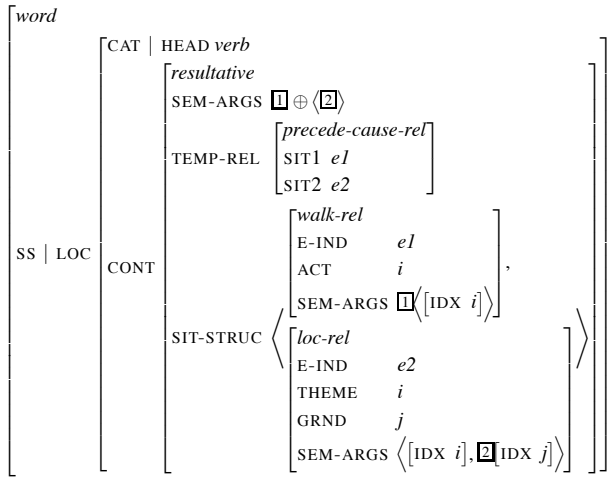 word
CAT | HEAD verb
resultative
SEM-ARGS 1 ⊕ ⟨2⟩
precede-cause-rel
TEMP-REL SIT1 e1
SIT2 e2
walk-rel
E-IND e1
SS | LOC CONT ACT i ,
SEM-ARGS 1⟨[IDX i]⟩
SIT-STRUC
loc-rel
E-IND e2
THEME i
GRND j
SEM-ARGS ⟨[IDX i], 2[IDX j]⟩